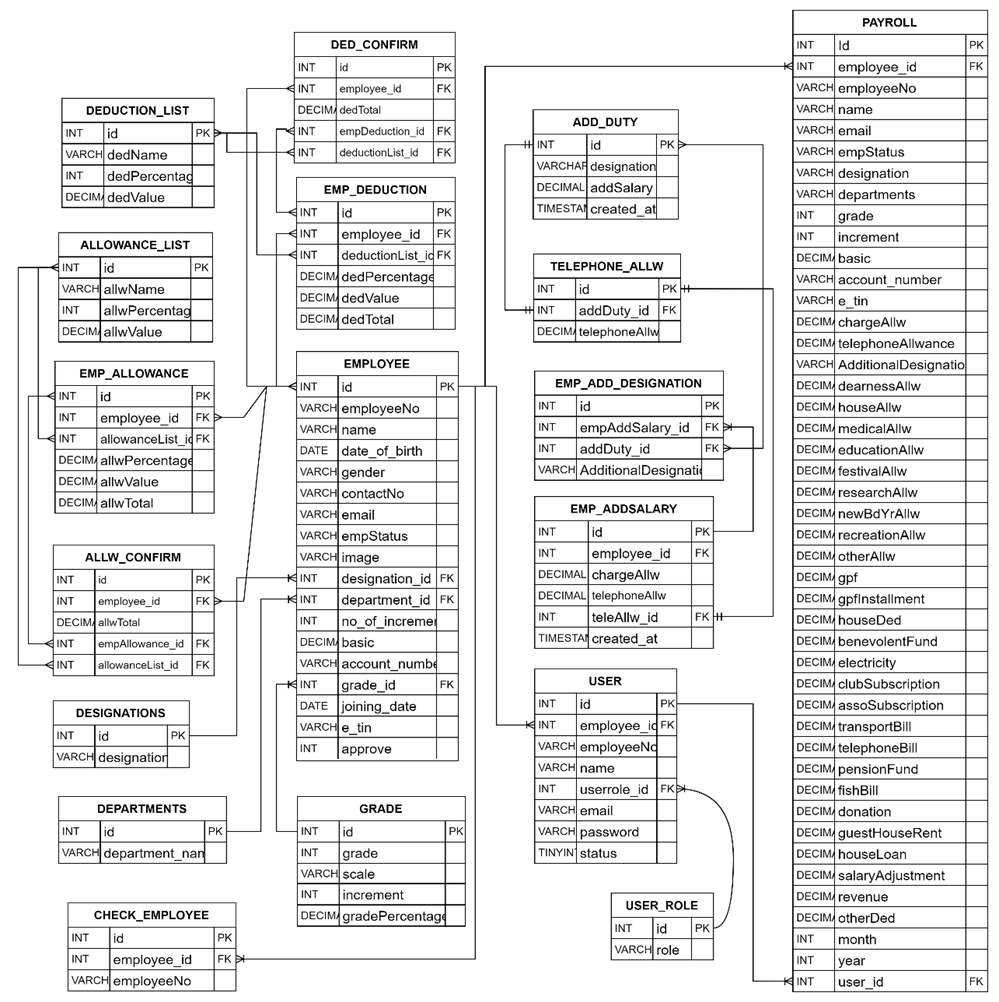 DED_CONFIRM
INT id PK
INT employee_id FK
DECIMA dedTotal
INT empDeduction_id FK
INT deductionList_id FK
DEDUCTION_LIST
INT id PK
VARCH dedName
INT dedPercentag
DECIMA dedValue
EMP_DEDUCTION
INT id PK
INT employee_id FK
INT deductionList_id FK
DECIMA dedPercentage
DECIMA dedValue
DECIMA dedTotal
ALLOWANCE_LIST
INT id PK
VARCH allwName
INT allwPercentag
DECIMA allwValue
EMP_ALLOWANCE
INT id PK
INT employee_id FK
INT allowanceList_id FK
DECIMA allwPercentage
DECIMA allwValue
DECIMA allwTotal
ALLW_CONFIRM
INT id PK
INT employee_id FK
DECIMA allwTotal
INT empAllowance_id FK
INT allowanceList_id FK
DESIGNATIONS
INT id PK
VARCH designation
DEPARTMENTS
INT id PK
VARCH department_nam
CHECK_EMPLOYEE
INT id PK
INT employee_id FK
VARCH employeeNo
EMPLOYEE
INT id PK
VARCH employeeNo
VARCH name
DATE date_of_birth
VARCH gender
VARCH contactNo
VARCH email
VARCH empStatus
VARCH image
INT designation_id FK
INT department_id FK
INT no_of_incremen
DECIMA basic
VARCH account_numbe
INT grade_id FK
DATE joining_date
VARCH e_tin
INT approve
GRADE
INT id PK
INT grade
VARCH scale
INT increment
DECIMA gradePercentage
ADD_DUTY
INT id PK
VARCHAR designation
DECIMAL addSalary
TIMESTAM created_at
TELEPHONE_ALLW
INT id PK
INT addDuty_id FK
DECIMA telephoneAllw
EMP_ADD_DESIGNATION
INT id PK
INT empAddSalary_id FK
INT addDuty_id FK
VARCH AdditionalDesignatio
EMP_ADDSALARY
INT id PK
INT employee_id FK
DECIMAL chargeAllw
DECIMAL telephoneAllw
INT teleAllw_id FK
TIMESTAM created_at
USER
INT id PK
INT employee_id FK
VARCH employeeNo
VARCH name
INT userrole_id FK
VARCH email
VARCH password
TINYINT status
USER_ROLE
INT id PK
VARCH role
PAYROLL
INT Id PK
INT employee_id FK
VARCH employeeNo
VARCH name
VARCH email
VARCH empStatus
VARCH designation
VARCH departments
INT grade
INT increment
DECIMA basic
VARCH account_number
VARCH e_tin
DECIMA chargeAllw
DECIMA telephoneAllwance
VARCH AdditionalDesignatio
DECIMA dearnessAllw
DECIMA houseAllw
DECIMA medicalAllw
DECIMA educationAllw
DECIMA festivalAllw
DECIMA researchAllw
DECIMA newBdYrAllw
DECIMA recreationAllw
DECIMA otherAllw
DECIMA gpf
DECIMA gpfInstallment
DECIMA houseDed
DECIMA benevolentFund
DECIMA electricity
DECIMA clubSubscription
DECIMA assoSubscription
DECIMA transportBill
DECIMA telephoneBill
DECIMA pensionFund
DECIMA fishBill
DECIMA donation
DECIMA guestHouseRent
DECIMA houseLoan
DECIMA salaryAdjustment
DECIMA revenue
DECIMA otherDed
INT month
INT year
INT user_id FK